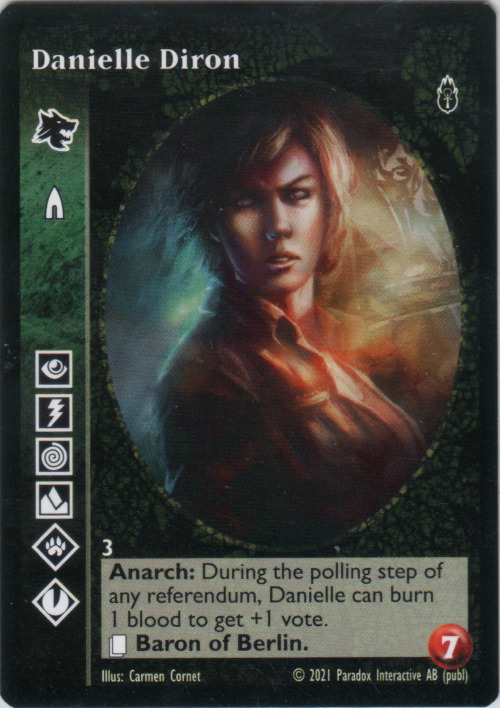 Danielle Diron
3
Anarch: During the polling step of
any referendum, Danielle can burn
1 blood to get +1 vote.
Baron of Berlin.
7
Illus: Carmen Cornet © 2021 Paradox Interactive AB (publ)